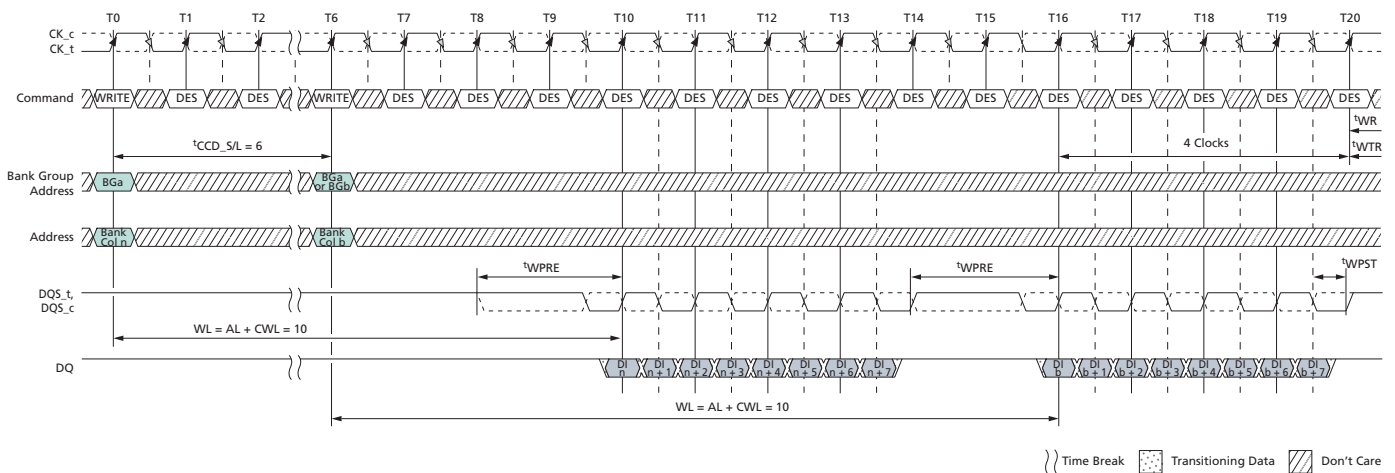 T0 T1 T2 T6 T7 T8 T9 T10 T11 T12 T13 T14 T15 T16 T17 T18 T19 T20
CK_c
CK_t
Command WRITE DES DES WRITE DES DES DES DES DES DES DES DES DES DES DES DES DES DES
tWR
tCCD_S/L = 6
4 Clocks
tWTR
Bank Group
Address
BGa
BGa
or BGb
Address
Bank
Col n
Bank
Col b
tWPRE
tWPRE
tWPST
DQS_t,
DQS_c
WL = AL + CWL = 10
DQ
DI
n
DI
n + 1
DI
n + 2
DI
n + 3
DI
n + 4
DI
n + 5
DI
n + 6
DI
n + 7
DI
b
DI
b + 1
DI
b + 2
DI
b + 3
DI
b + 4
DI
b + 5
DI
b + 6
DI
b + 7
WL = AL + CWL = 10
Time Break Transitioning Data Don't Care